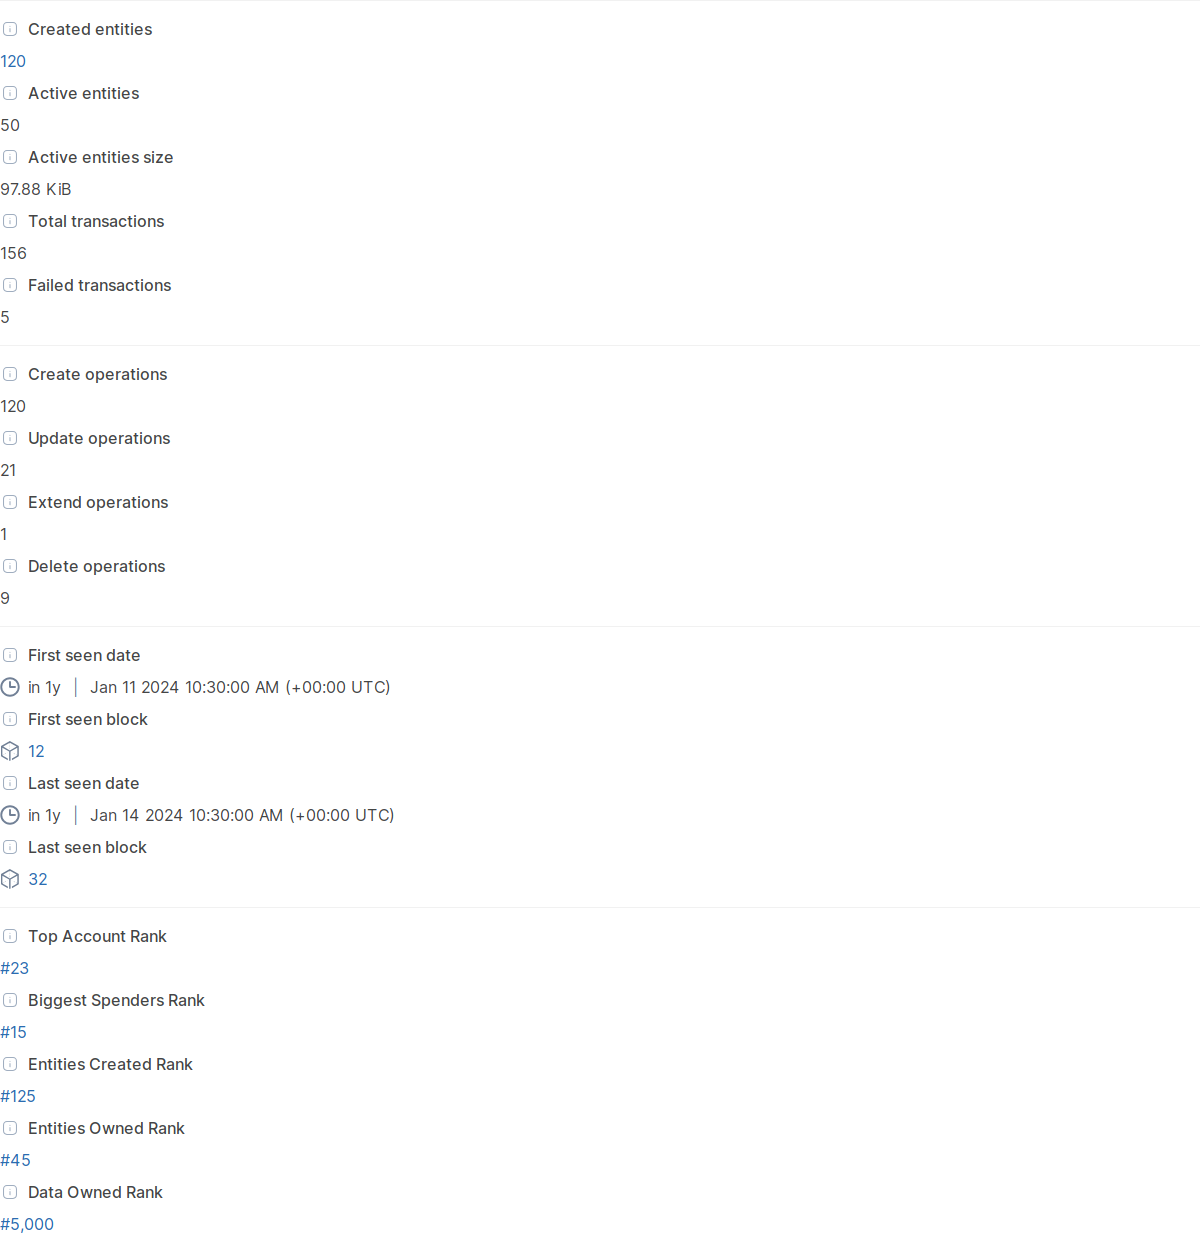 Created entities
120
Active entities
50
Active entities size
97.88 KiB
Total transactions
156
Failed transactions
5
Create operations
120
Update operations
21
Extend operations
1
Delete operations
9
First seen date
in 1y | Jan 11 2024 10:30:00 AM (+00:00 UTC)
First seen block
12
Last seen date
in 1y | Jan 14 2024 10:30:00 AM (+00:00 UTC)
Last seen block
32
Top Account Rank
#23
Biggest Spenders Rank
#15
Entities Created Rank
#125
Entities Owned Rank
#45
Data Owned Rank
#5,000